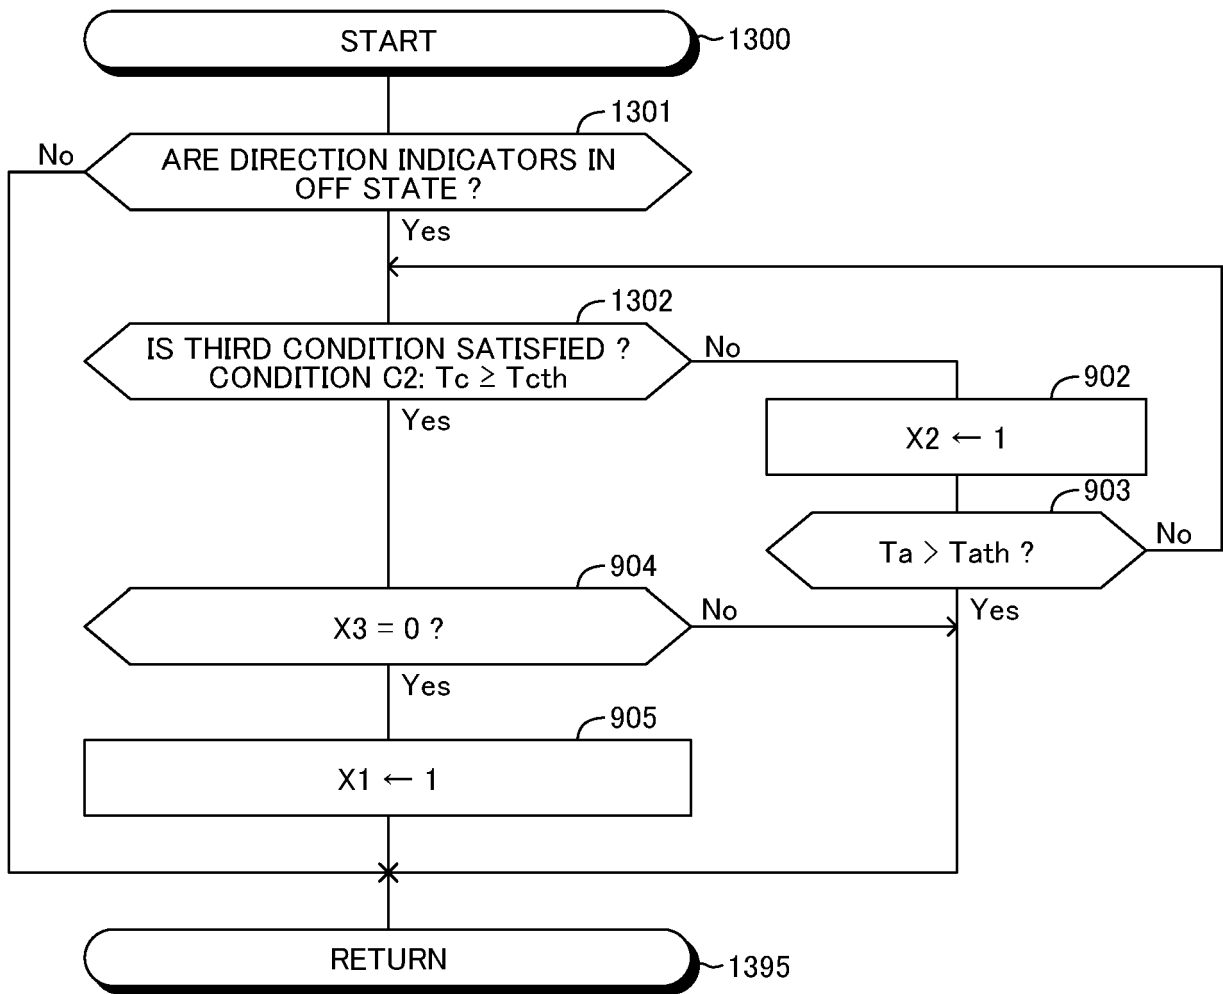 START
1300
1301
No
ARE DIRECTION INDICATORS IN
OFF STATE ?
Yes
1302
IS THIRD CONDITION SATISFIED ?
CONDITION C2: Tc ≧ Tcth
No
Yes
902
X2 ← 1
903
Ta > Tath ?
No
Yes
904
X3 = 0 ?
No
Yes
905
X1 ← 1
RETURN
1395